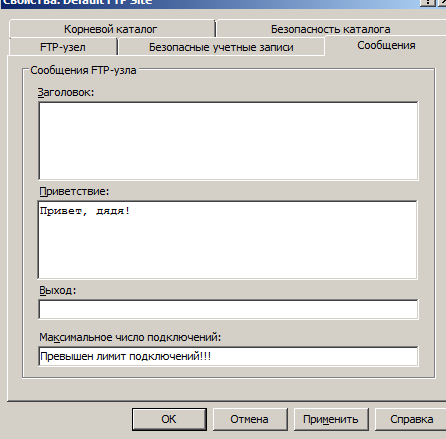 Свойства: Default FTP Site
Корневой каталог
Безопасность каталога
FTP-узел
Безопасные учетные записи
Сообщения
Сообщения FTP-узла
Заголовок:
Приветствие:
Привет, дядя!
Выход:
Максимальное число подключений:
Превышен лимит подключений!!!
ОК
Отмена
Применить
Справка